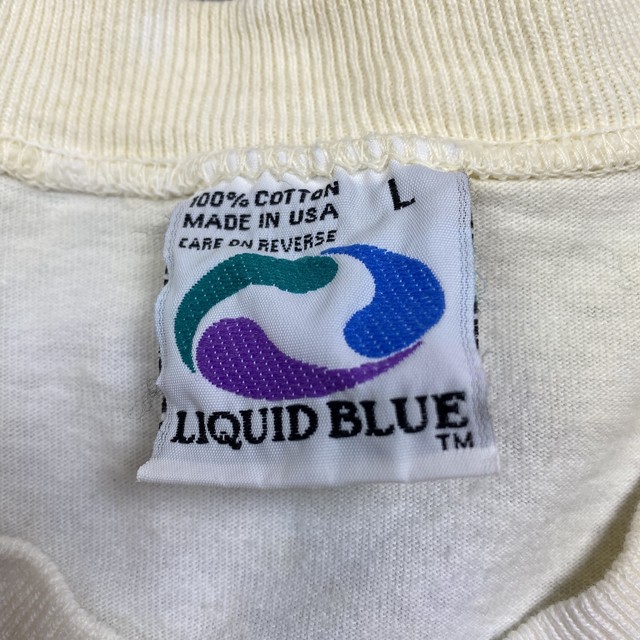 100% COTTON
MADE IN USA
CARE ON REVERSE
L
LIQUID BLUE
TM